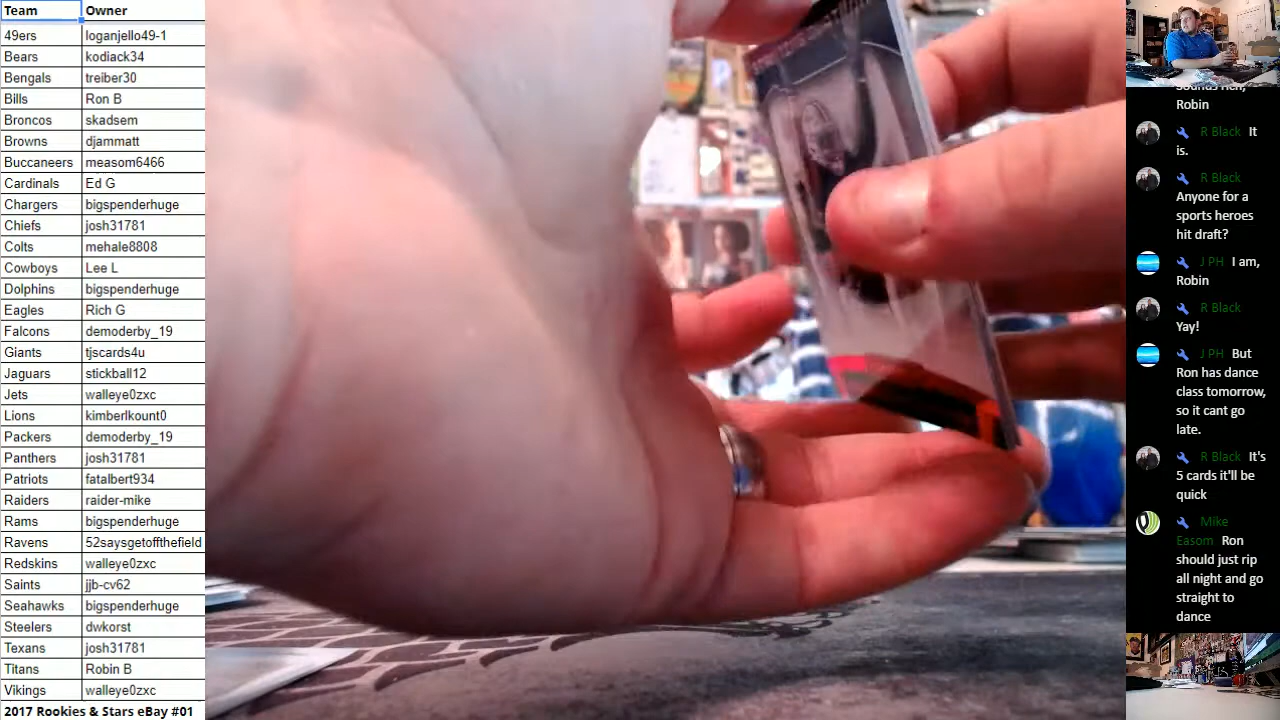 Team Owner
49ers loganjello49-1
Bears kodiack34
Bengals treiber30
Bills Ron B
Broncos skadsem
Browns djammatt
Buccaneers measom6466
Cardinals Ed G
Chargers bigspenderhuge
Chiefs josh31781
Colts mehale8808
Cowboys Lee L
Dolphins bigspenderhuge
Eagles Rich G
Falcons demoderby_19
Giants tjscards4u
Jaguars stickball12
Jets walleye0zxc
Lions kimberlkount0
Packers demoderby_19
Panthers josh31781
Patriots fatalbert934
Raiders raider-mike
Rams bigspenderhuge
Ravens 52saysgetoffthefield
Redskins walleye0zxc
Saints jjb-cv62
Seahawks bigspenderhuge
Steelers dwkorst
Texans josh31781
Titans Robin B
Vikings walleye0zxc
2017 Rookies & Stars eBay #01
Robin
R Black It
is.
R Black
Anyone for a
sports heroes
hit draft?
J PH I am,
Robin
R Black
Yay!
J PH But
Ron has dance
class tomorrow,
so it cant go
late.
R Black It's
5 cards it'll be
quick
Mike
Easom Ron
should just rip
all night and go
straight to
dance